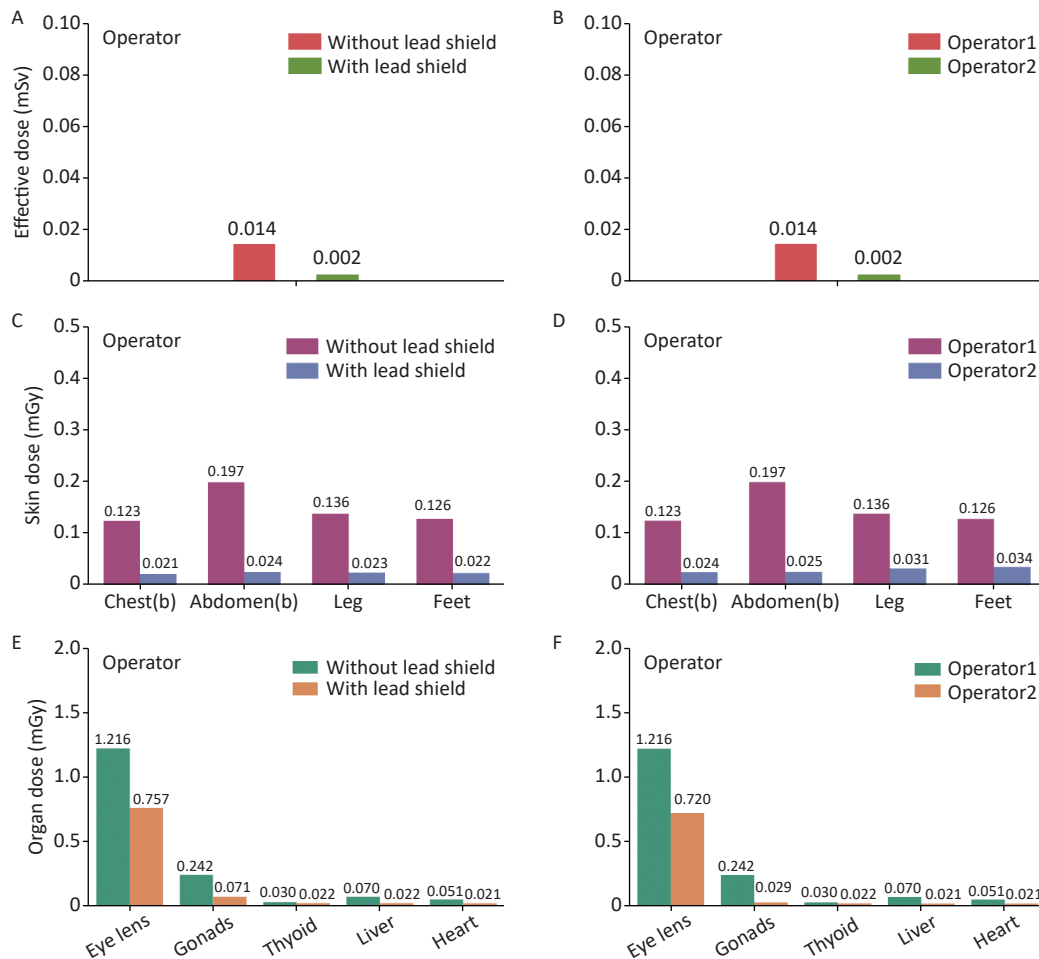 A
Operator
Without lead shield
With lead shield
Effective dose (mSv)
0.10
0.08
0.06
0.04
0.02
0
0.014
0.002
B
Operator
Operator1
Operator2
0.10
0.08
0.06
0.04
0.02
0
0.014
0.002
C
Operator
Without lead shield
With lead shield
Skin dose (mGy)
0.5
0.4
0.3
0.2
0.1
0
0.123
0.021
0.197
0.024
0.136
0.023
0.126
0.022
Chest(b)
Abdomen(b)
Leg
Feet
D
Operator
Operator1
Operator2
0.5
0.4
0.3
0.2
0.1
0
0.123
0.024
0.197
0.025
0.136
0.031
0.126
0.034
Chest(b)
Abdomen(b)
Leg
Feet
E
Operator
Without lead shield
With lead shield
Organ dose (mGy)
2.0
1.5
1.0
0.5
0
1.216
0.757
0.242
0.071
0.030
0.022
0.070
0.022
0.051
0.021
Eye lens
Gonads
Thyoid
Liver
Heart
F
Operator
Operator1
Operator2
2.0
1.5
1.0
0.5
0
1.216
0.720
0.242
0.029
0.030
0.022
0.070
0.021
0.051
0.021
Eye lens
Gonads
Thyoid
Liver
Heart